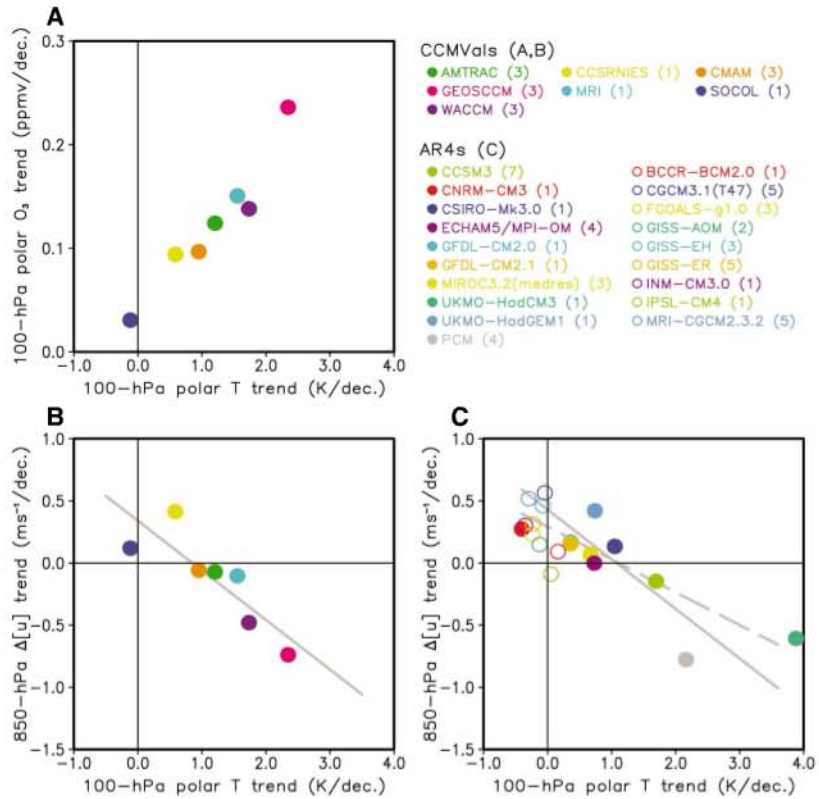 A
0.3
0.2
0.1
0.0
100-hPa polar O₃ trend (ppmv/dec.)
-1.0 0.0 1.0 2.0 3.0 4.0
100-hPa polar T trend (K/dec.)
CCMVals (A,B)
AMTRAC (3) CCSRNIES (1) CMAM (3)
GEOSCCM (3) MRI (1) SOCOL (1)
WACCM (3)
AR4s (C)
CCSM3 (7) BCCR-BCM2.0 (1)
CNRM-CM3 (1) CGCM3.1(T47) (5)
CSIRO-Mk3.0 (1) FGOALS-g1.0 (3)
ECHAM5/MPI-OM (4) GISS-AOM (2)
GFDL-CM2.0 (1) GISS-EH (3)
GFDL-CM2.1 (1) GISS-ER (5)
MIROC3.2(medres) (3) INM-CM3.0 (1)
UKMO-HadCM3 (1) IPSL-CM4 (1)
UKMO-HadGEM1 (1) MRI-CGCM2.3.2 (5)
PCM (4)
B
1.0
0.5
0.0
-0.5
-1.0
-1.5
850-hPa Δ[u] trend (ms⁻¹/dec.)
-1.0 0.0 1.0 2.0 3.0 4.0
100-hPa polar T trend (K/dec.)
C
1.0
0.5
0.0
-0.5
-1.0
-1.5
850-hPa Δ[u] trend (ms⁻¹/dec.)
-1.0 0.0 1.0 2.0 3.0 4.0
100-hPa polar T trend (K/dec.)